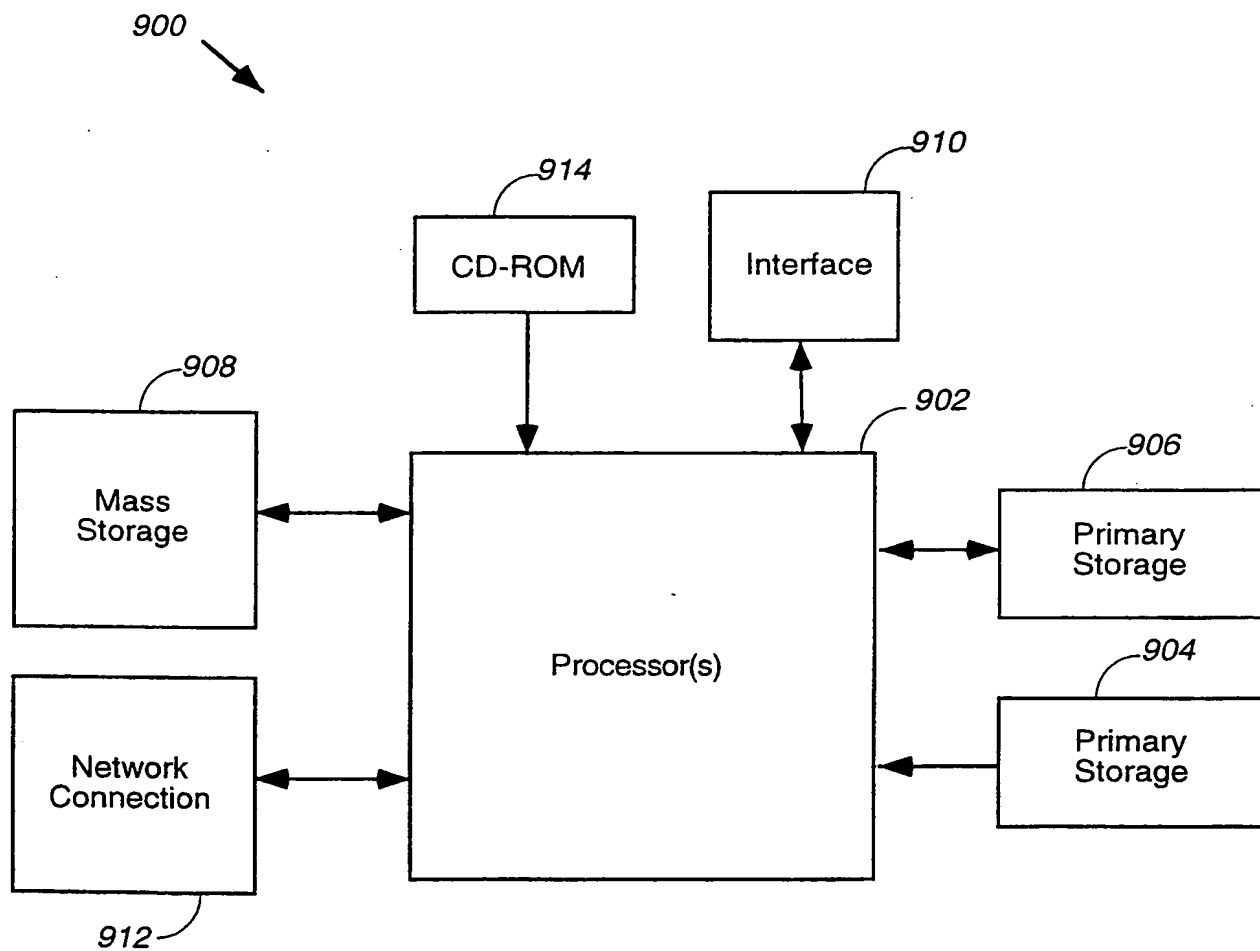 900
914
CD-ROM
910
Interface
908
Mass
Storage
902
Processor(s)
906
Primary
Storage
904
Primary
Storage
Network
Connection
912